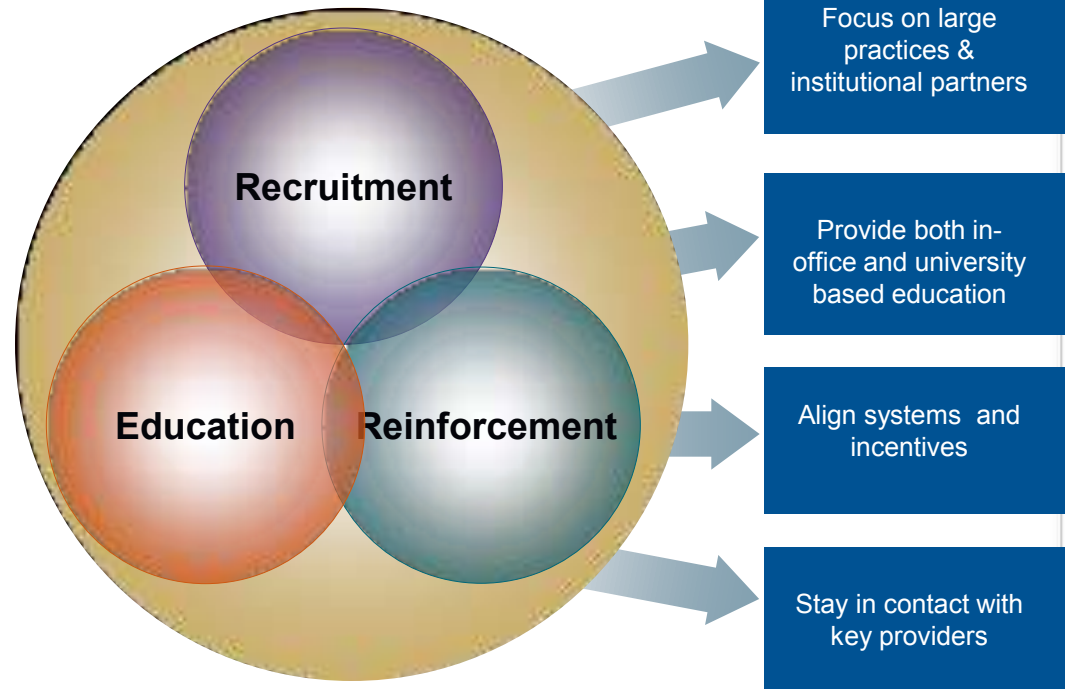 Recruitment
Education
Reinforcement
Focus on large
practices &
institutional partners
Provide both in-
office and university
based education
Align systems and
incentives
Stay in contact with
key providers